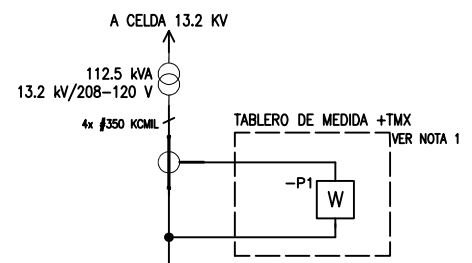 A CELDA 13.2 KV
112.5 kVA
13.2 kV/208-120 V
4x #350 KCMIL
TABLERO DE MEDIDA +TMX
VER NOTA 1
-P1
W